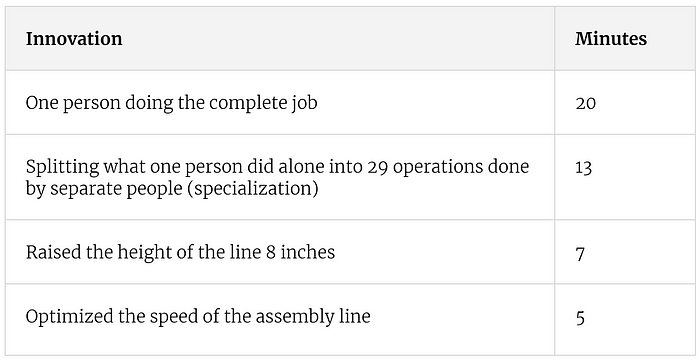 Innovation Minutes
One person doing the complete job 20
Splitting what one person did alone into 29 operations done 13
by separate people (specialization)
Raised the height of the line 8 inches 7
Optimized the speed of the assembly line 5